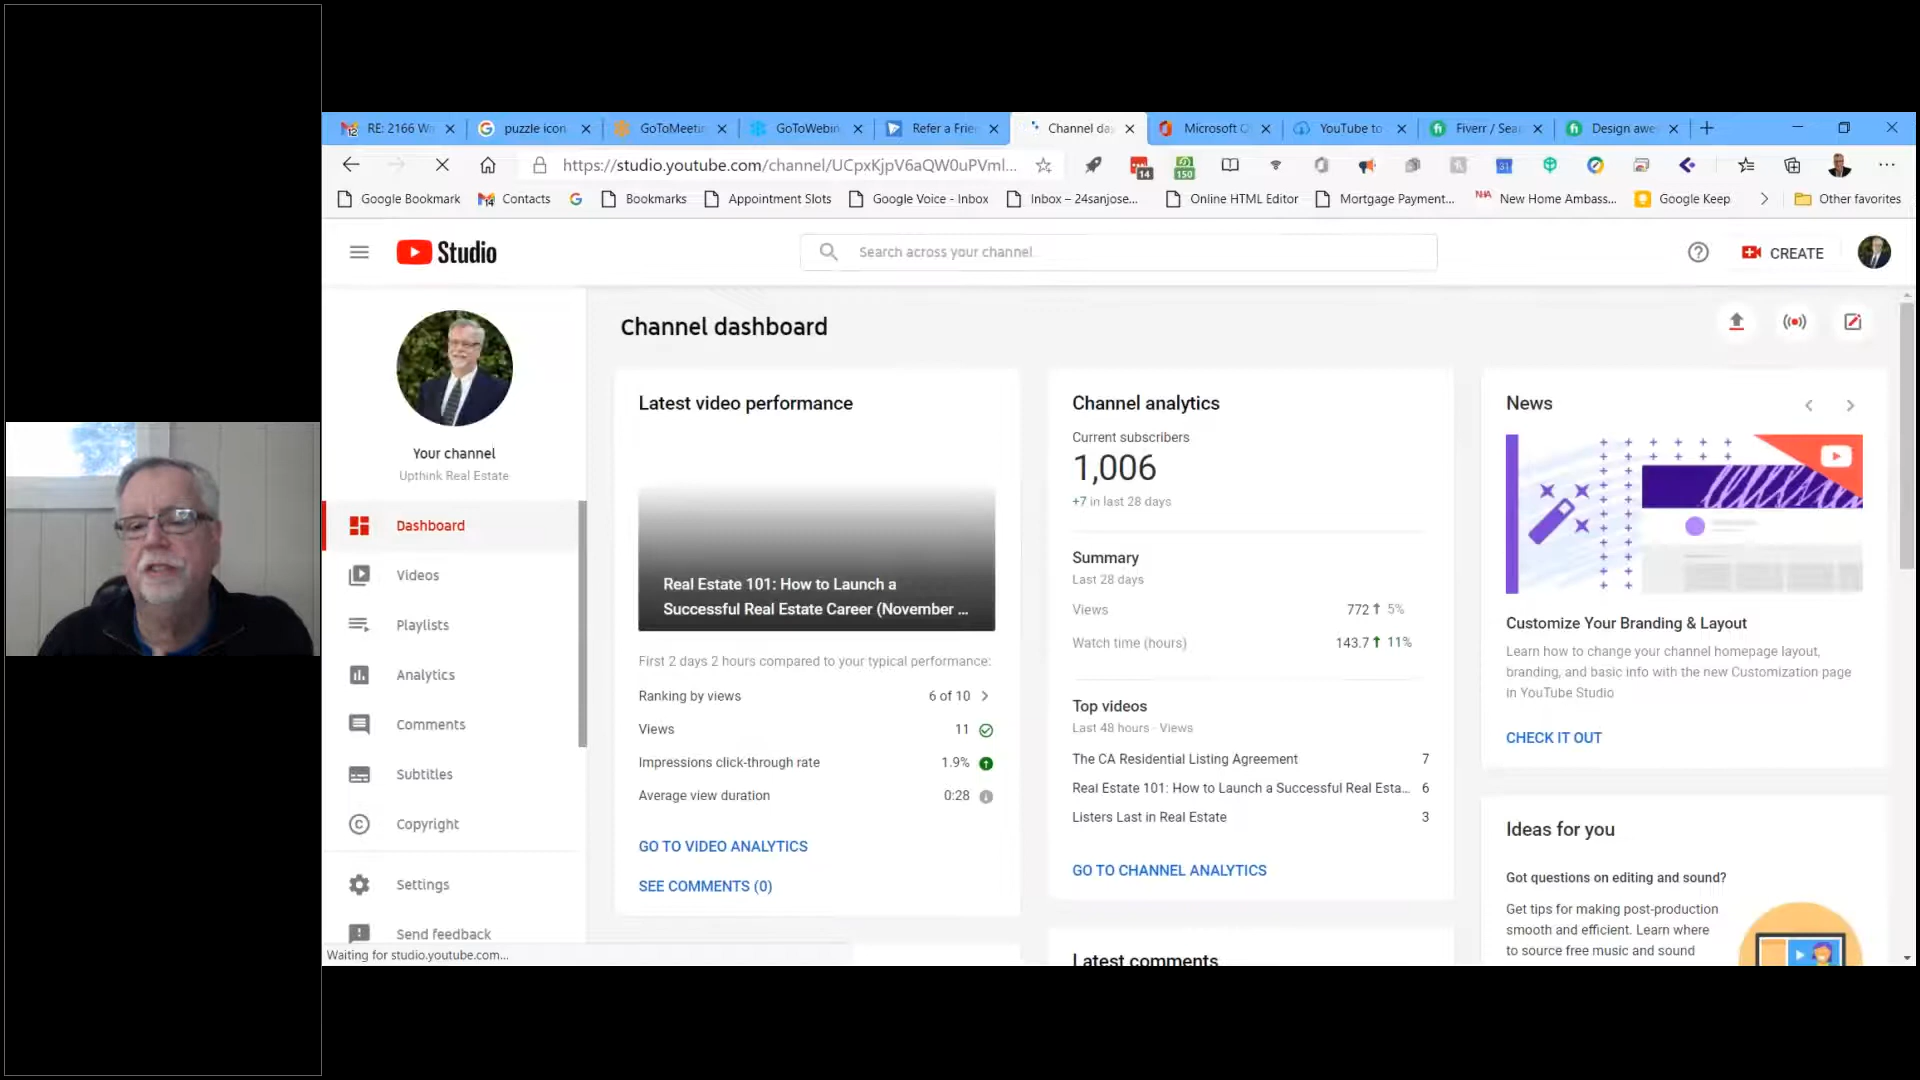 RE: 2166 W
puzzle icon
GoToMeetin
GoToWebin
Refer a Frie
Channel da
Microsoft O
YouTube to
Fiverr / Sea
Design awe
https://studio.youtube.com/channel/UCpxKjpV6aQW0uPVml...
14
150
31
Google Bookmark
Contacts
Bookmarks
Appointment Slots
Google Voice - Inbox
Inbox – 24sanjose...
Online HTML Editor
Mortgage Payment...
New Home Ambass...
Google Keep
Other favorites
Studio
Search across your channel
CREATE
Your channel
Upthink Real Estate
Dashboard
Videos
Playlists
Analytics
Comments
Subtitles
Copyright
Settings
Send feedback
Waiting for studio.youtube.com...
Channel dashboard
Latest video performance
Real Estate 101: How to Launch a
Successful Real Estate Career (November ...
First 2 days 2 hours compared to your typical performance:
Ranking by views 6 of 10
Views 11
Impressions click-through rate 1.9%
Average view duration 0:28
GO TO VIDEO ANALYTICS
SEE COMMENTS (0)
Channel analytics
Current subscribers
1,006
+7 in last 28 days
Summary
Last 28 days
Views 772 5%
Watch time (hours) 143.7 11%
Top videos
Last 48 hours · Views
The CA Residential Listing Agreement 7
Real Estate 101: How to Launch a Successful Real Esta... 6
Listers Last in Real Estate 3
GO TO CHANNEL ANALYTICS
Latest comments
News
Customize Your Branding & Layout
Learn how to change your channel homepage layout,
branding, and basic info with the new Customization page
in YouTube Studio
CHECK IT OUT
Ideas for you
Got questions on editing and sound?
Get tips for making post-production
smooth and efficient. Learn where
to source free music and sound